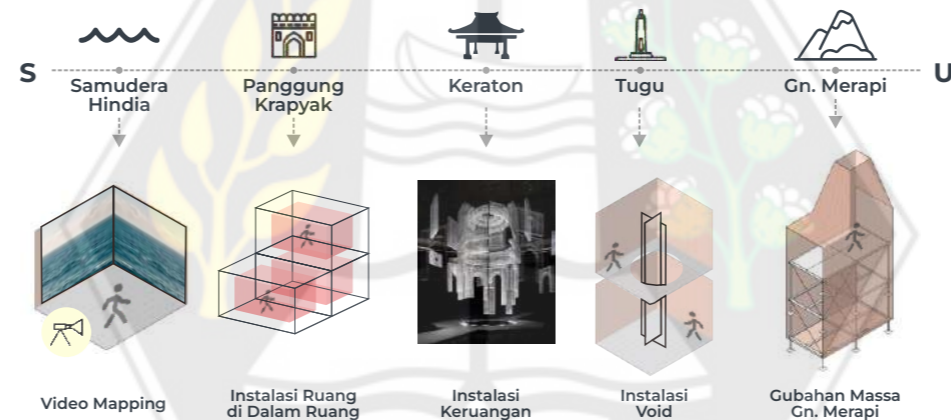 S
U
Samudera
Hindia
Panggung
Krapyak
Keraton
Tugu
Gn. Merapi
Video Mapping
Instalasi Ruang
di Dalam Ruang
Instalasi
Keruangan
Instalasi
Void
Gubahan Massa
Gn. Merapi